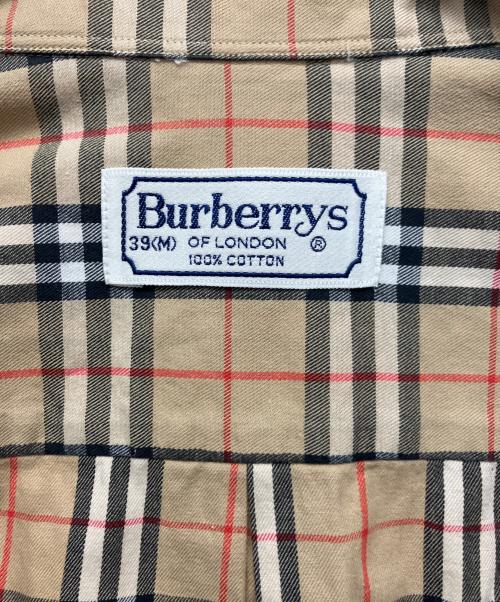 Burberrys
39(M) OF LONDON ®
100% COTTON